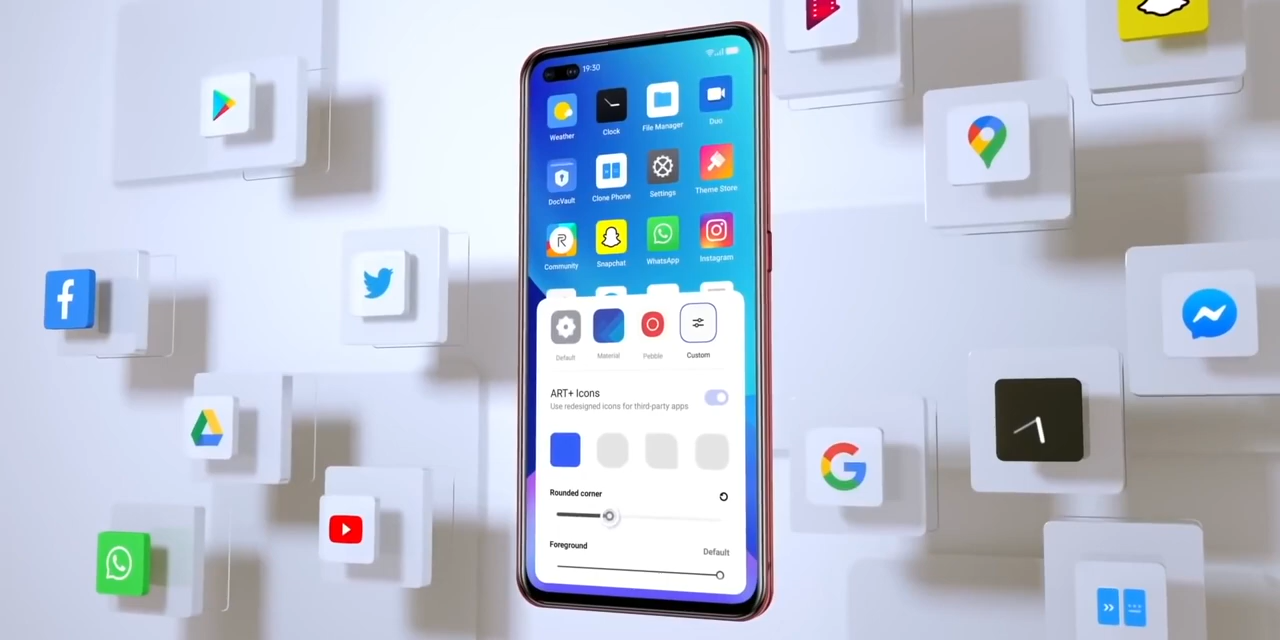 19:30
Weather
Clock
File Manager
Duo
DocVault
Clone Phone
Settings
Theme Store
Community
Snapchat
WhatsApp
Instagram
Default
Material
Pebble
Custom
ART+ Icons
Use redesigned icons for third-party apps
Rounded corner
Foreground
Default